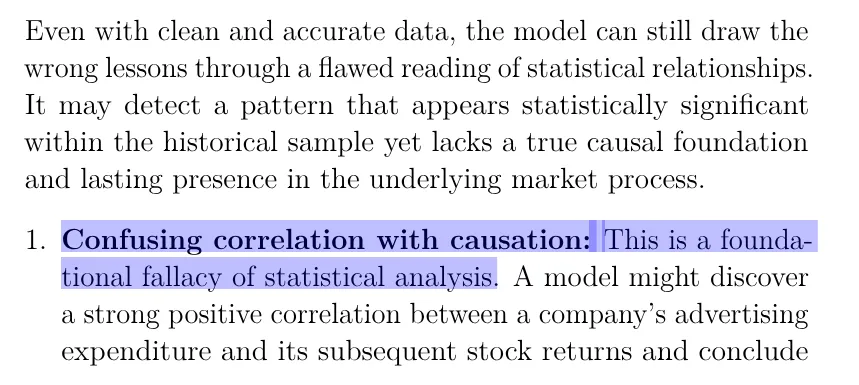 Even with clean and accurate data, the model can still draw the
wrong lessons through a flawed reading of statistical relationships.
It may detect a pattern that appears statistically significant
within the historical sample yet lacks a true causal foundation
and lasting presence in the underlying market process.
1. Confusing correlation with causation: This is a founda-
tional fallacy of statistical analysis. A model might discover
a strong positive correlation between a company's advertising
expenditure and its subsequent stock returns and conclude